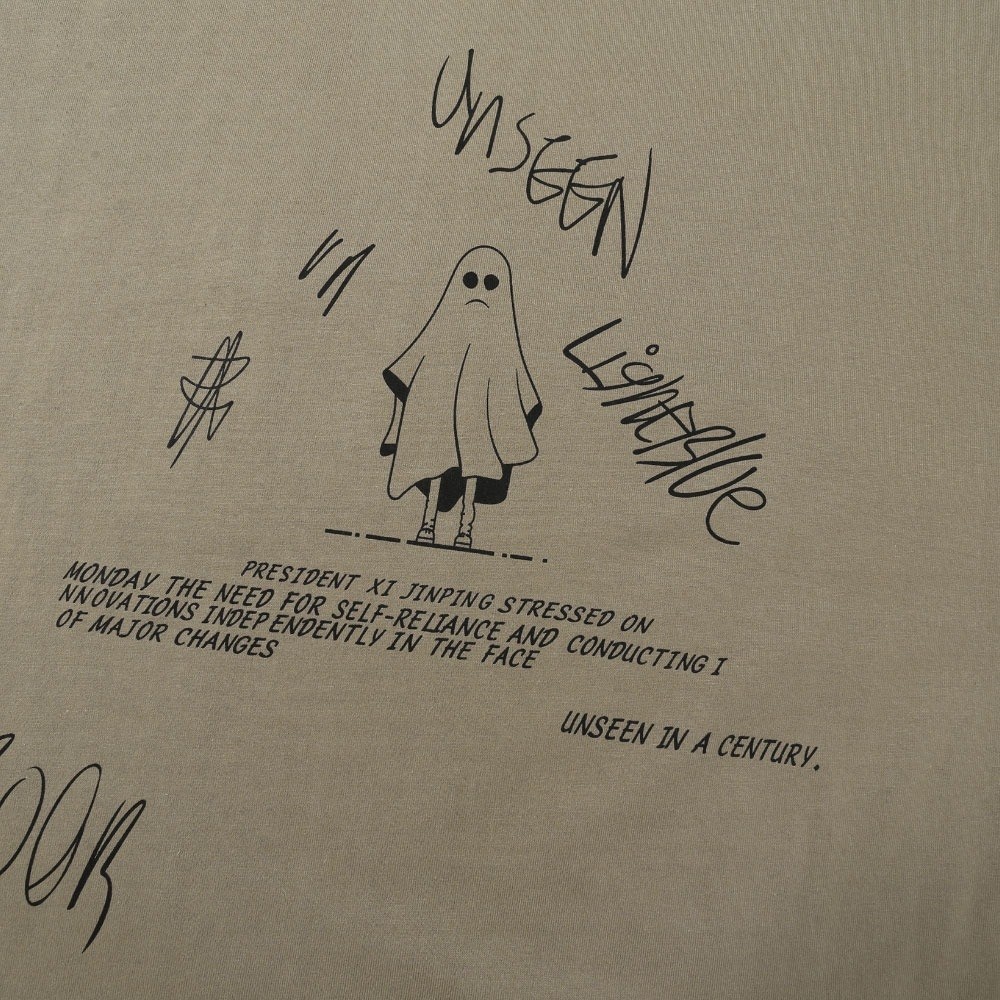 UNSEEN
LighTBlUe
PRESIDENT XI JINPING STRESSED ON
MONDAY THE NEED FOR SELF-RELIANCE AND CONDUCTING I
NNOVATIONS INDEPENDENTLY IN THE FACE
OF MAJOR CHANGES
UNSEEN IN A CENTURY.